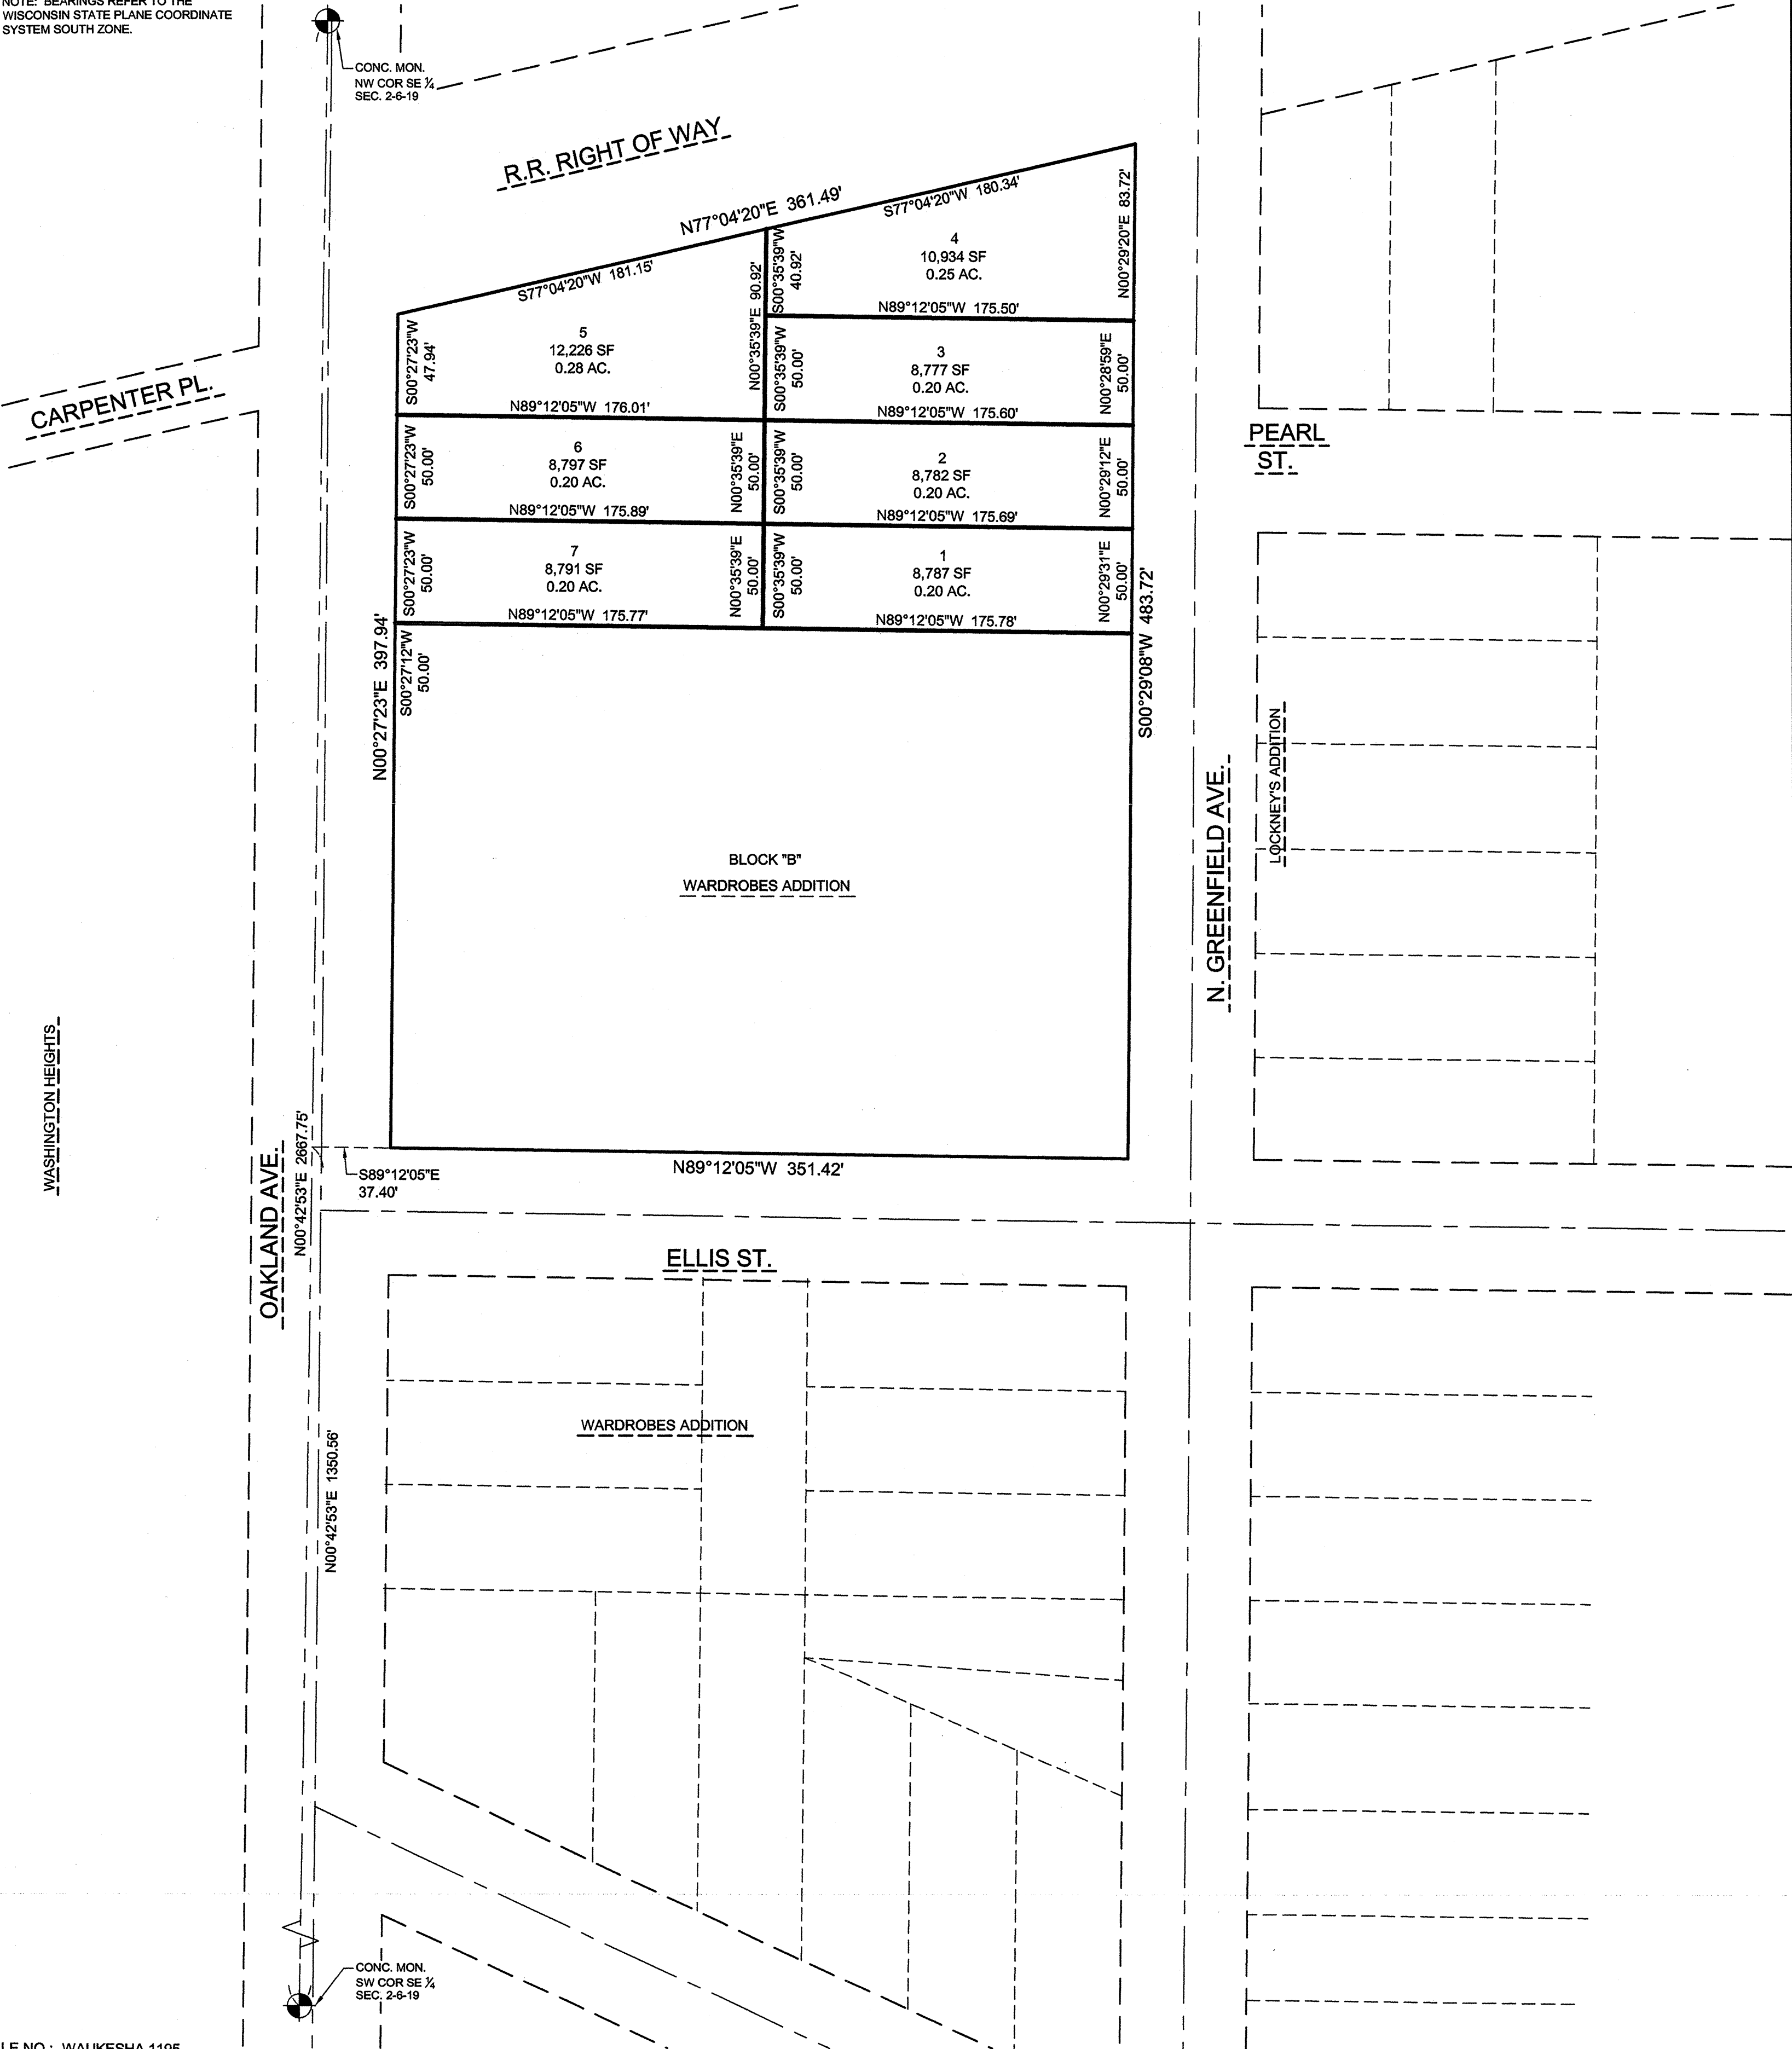 NOTE: BEARINGS REFER TO THE
WISCONSIN STATE PLANE COORDINATE
SYSTEM SOUTH ZONE.
CONC. MON.
NW COR SE ¼
SEC. 2-6-19
R.R. RIGHT OF WAY
N77°04'20"E 361.49'
S77°04'20"W 180.34'
N00°29'20"E 83.72'
S00°35'39"W
40.92'
4
10,934 SF
0.25 AC.
N89°12'05"W 175.50'
S77°04'20"W 181.15'
N00°35'39"E 90.92'
S00°27'23"W
47.94'
5
12,226 SF
0.28 AC.
N89°12'05"W 176.01'
S00°35'39"W
50.00'
3
8,777 SF
0.20 AC.
N89°12'05"W 175.60'
N00°28'59"E
50.00'
CARPENTER PL.
PEARL
ST.
S00°27'23"W
50.00'
6
8,797 SF
0.20 AC.
N89°12'05"W 175.89'
N00°35'39"E
50.00'
S00°35'39"W
50.00'
2
8,782 SF
0.20 AC.
N89°12'05"W 175.69'
N00°29'12"E
50.00'
S00°27'23"W
50.00'
7
8,791 SF
0.20 AC.
N89°12'05"W 175.77'
N00°35'39"E
50.00'
S00°35'39"W
50.00'
1
8,787 SF
0.20 AC.
N89°12'05"W 175.78'
N00°29'31"E
50.00'
N00°27'23"E 397.94'
S00°27'12"W
50.00'
S00°29'08"W 483.72'
BLOCK "B"
WARDROBES ADDITION
N. GREENFIELD AVE.
LOCKNEY'S ADDITION
WASHINGTON HEIGHTS
OAKLAND AVE.
N00°42'53"E 2667.75'
S89°12'05"E
37.40'
N89°12'05"W 351.42'
ELLIS ST.
WARDROBES ADDITION
N00°42'53"E 1350.56'
CONC. MON.
SW COR SE ¼
SEC. 2-6-19
LE NO.: WAUKESHA 1195